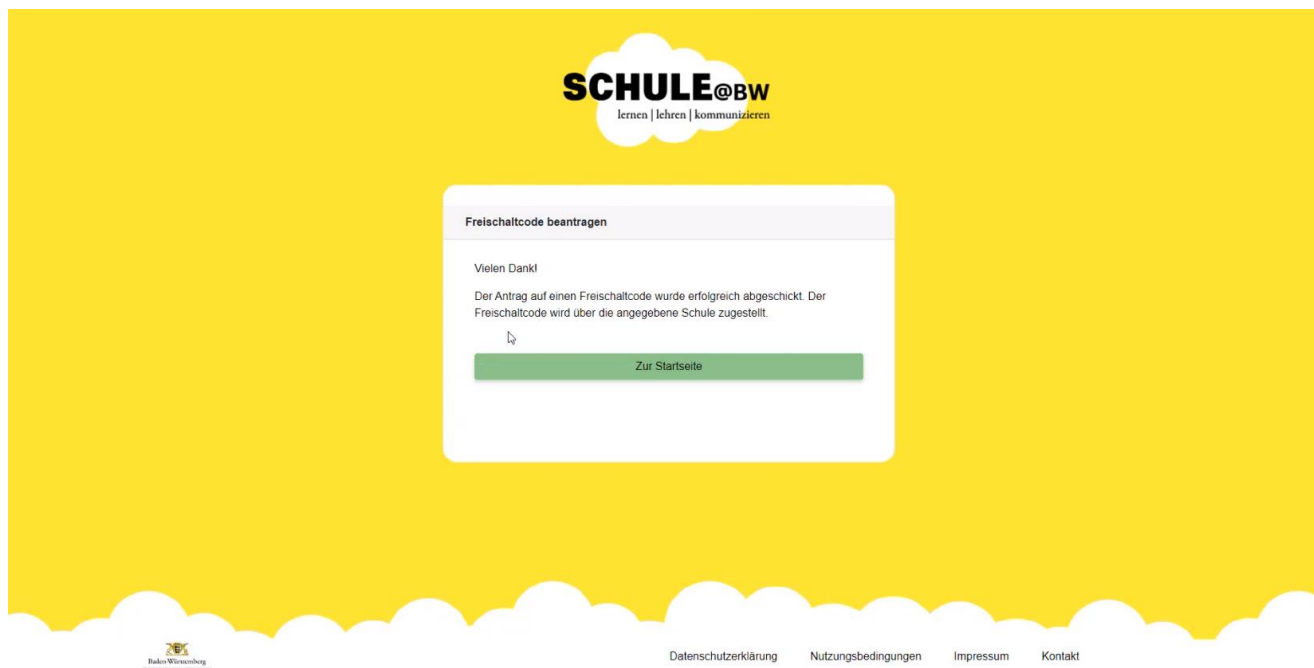 SCHULE@BW
lernen | lehren | kommunizieren
Freischaltcode beantragen
Vielen Dank!
Der Antrag auf einen Freischaltcode wurde erfolgreich abgeschickt. Der
Freischaltcode wird über die angegebene Schule zugestellt.
Zur Startseite
Baden-Württemberg
Datenschutzerklärung Nutzungsbedingungen Impressum Kontakt